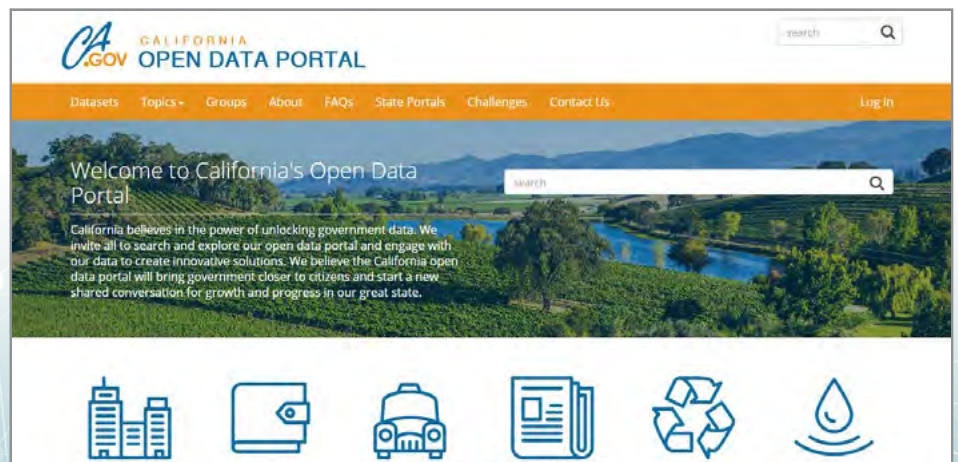 CA
.GOV
CALIFORNIA
OPEN DATA PORTAL
search
Datasets Topics Groups About FAQs State Portals Challenges Contact Us Log In
Welcome to California's Open Data
Portal
search
California believes in the power of unlocking government data. We
invite all to search and explore our open data portal and engage with
our data to create innovative solutions. We believe the California open
data portal will bring government closer to citizens and start a new
shared conversation for growth and progress in our great state.